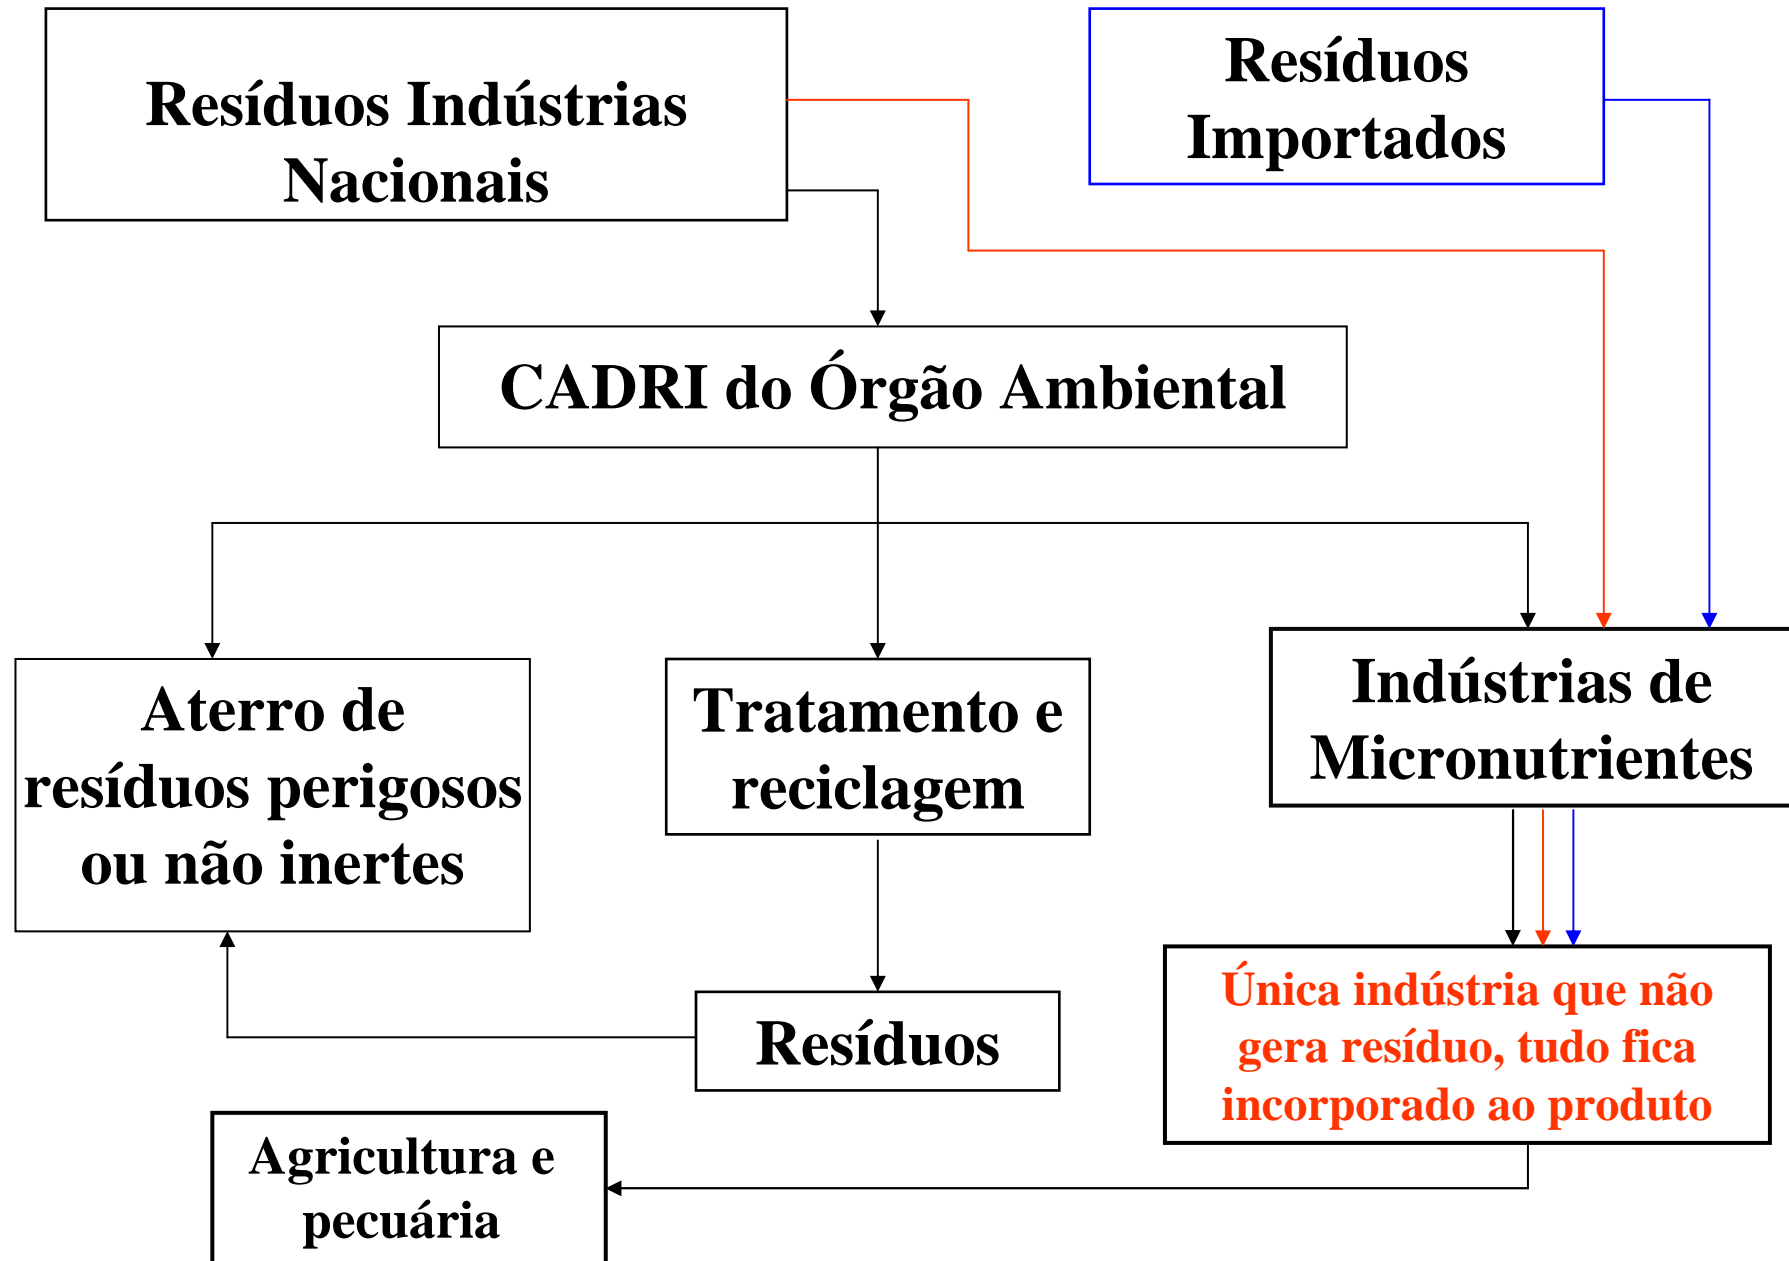 Resíduos Indústrias
Nacionais
Resíduos
Importados
CADRI do Órgão Ambiental
Aterro de
resíduos perigosos
ou não inertes
Tratamento e
reciclagem
Indústrias de
Micronutrientes
Resíduos
Única indústria que não
gera resíduo, tudo fica
incorporado ao produto
Agricultura e
pecuária